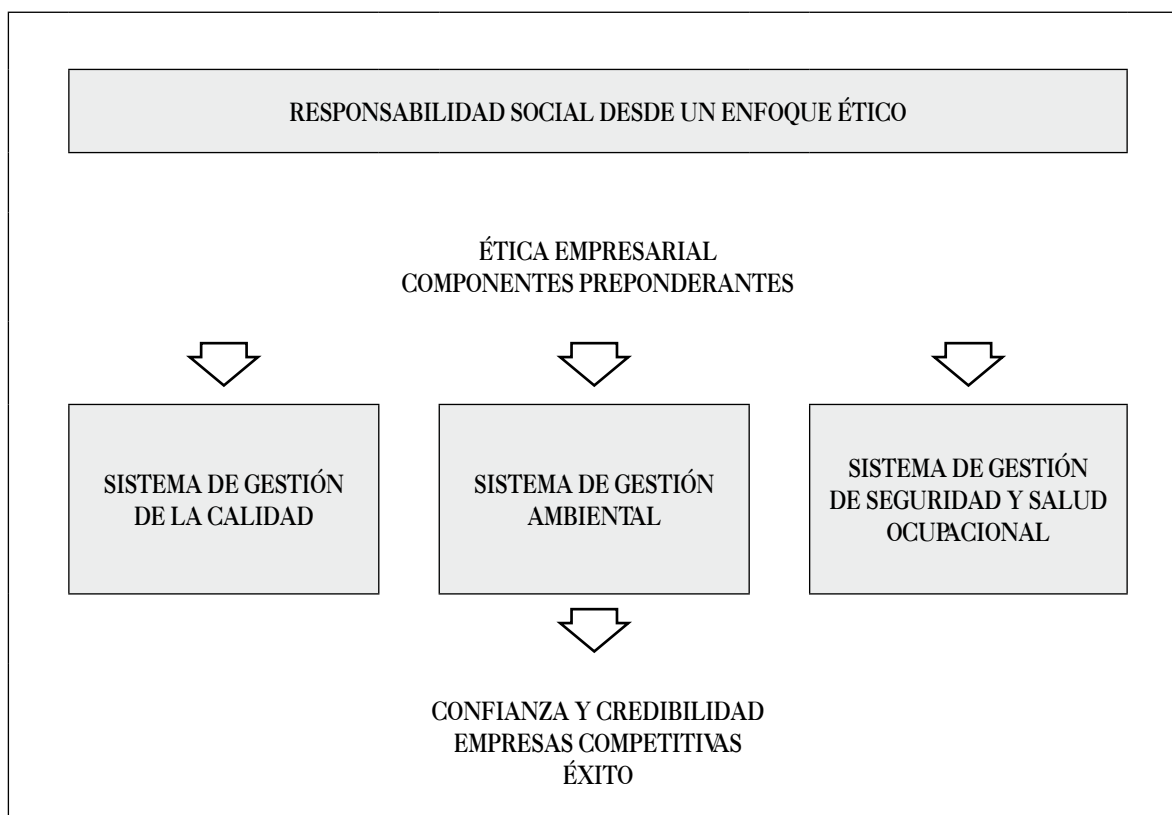 RESPONSABILIDAD SOCIAL DESDE UN ENFOQUE ÉTICO
ÉTICA EMPRESARIAL
COMPONENTES PREPONDERANTES
SISTEMA DE GESTIÓN
DE LA CALIDAD
SISTEMA DE GESTIÓN
AMBIENTAL
SISTEMA DE GESTIÓN
DE SEGURIDAD Y SALUD
OCUPACIONAL
CONFIANZA Y CREDIBILIDAD
EMPRESAS COMPETITIVAS
ÉXITO